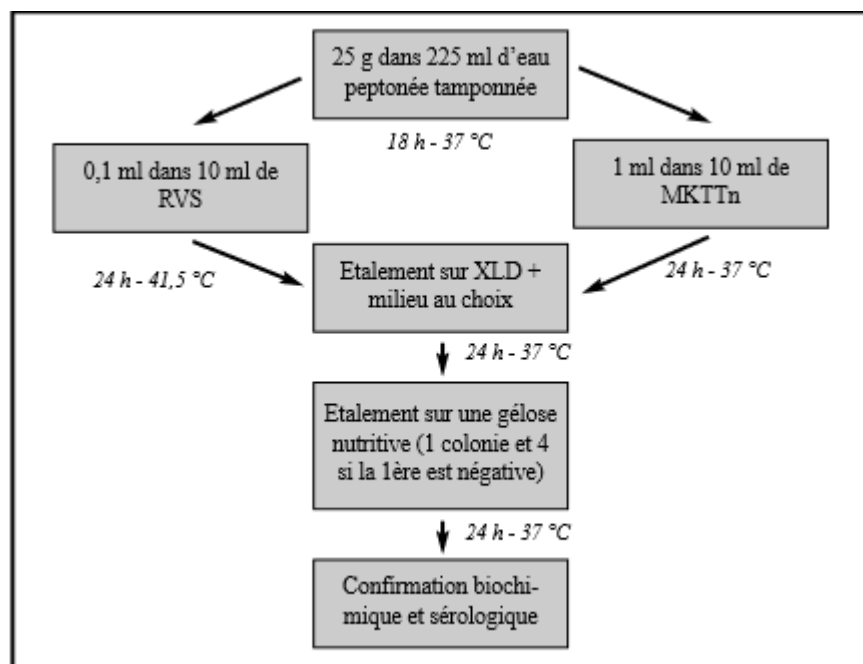 25 g dans 225 ml d’eau
peptonée tamponnée
18 h - 37 °C
0,1 ml dans 10 ml de
RVS
1 ml dans 10 ml de
MKTTn
24 h - 41,5 °C
24 h - 37 °C
Etalement sur XLD +
milieu au choix
24 h - 37 °C
Etalement sur une gélose
nutritive (1 colonie et 4
si la 1ère est négative)
24 h - 37 °C
Confirmation biochi-
mique et sérologique